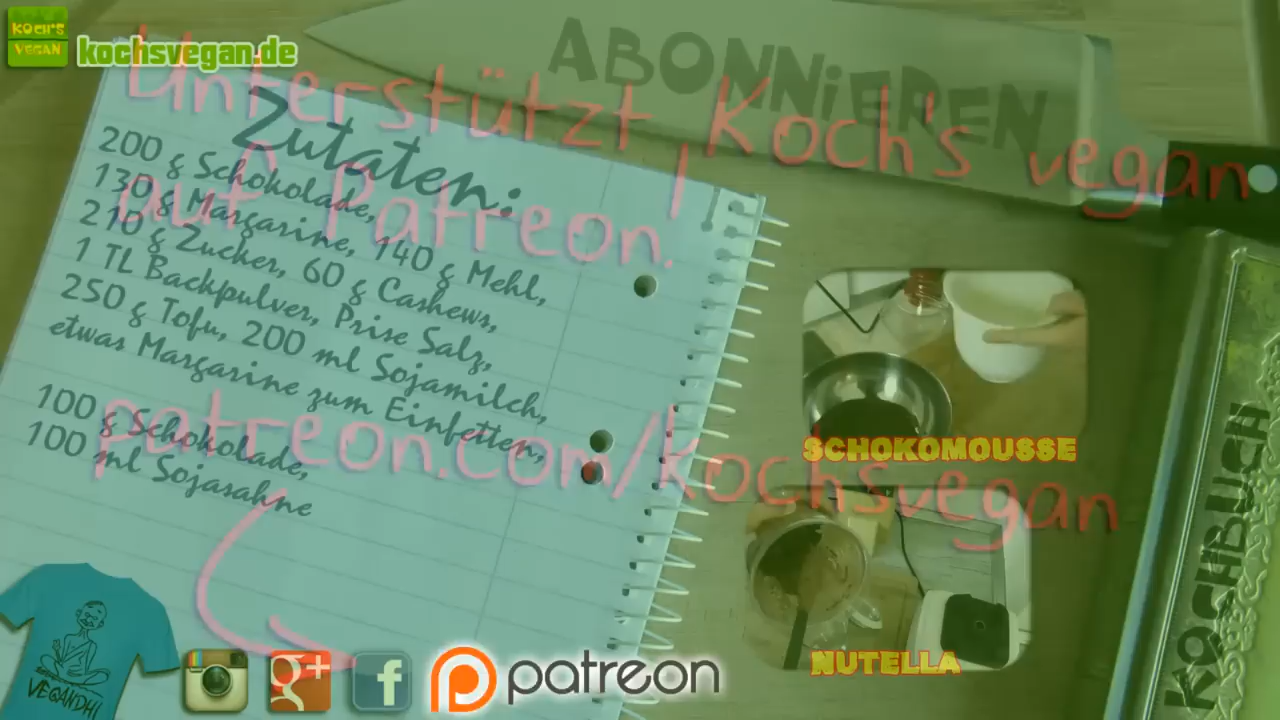 KOCH'S
VEGAN
kochsvegan.de
ABONNiEREN
Unterstützt Koch's vegan
auf Patreon!
Zutaten:
200 g Schokolade,
130 g Margarine, 140 g Mehl,
210 g Zucker, 60 g Cashews,
1 TL Backpulver, Prise Salz,
250 g Tofu, 200 ml Sojamilch,
etwas Margarine zum Einfetten,
100 g Schokolade,
100 ml Sojasahne
patreon.com/kochsvegan
SCHOKOMOUSSE
NUTELLA
KOCHBUCH
VEGANDHI
g+
f
patreon